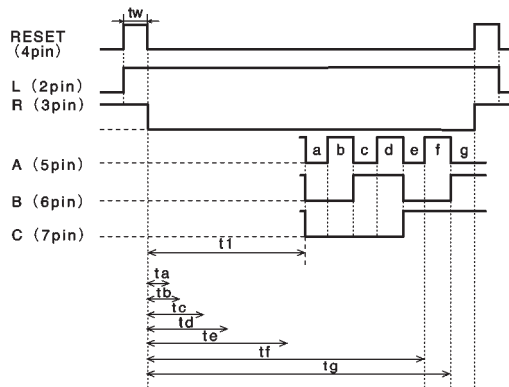 tw
RESET
(4pin)
L (2pin)
R (3pin)
A (5pin)
a b c d e f g
B (6pin)
C (7pin)
t1
ta
tb
tc
td
te
tf
tg